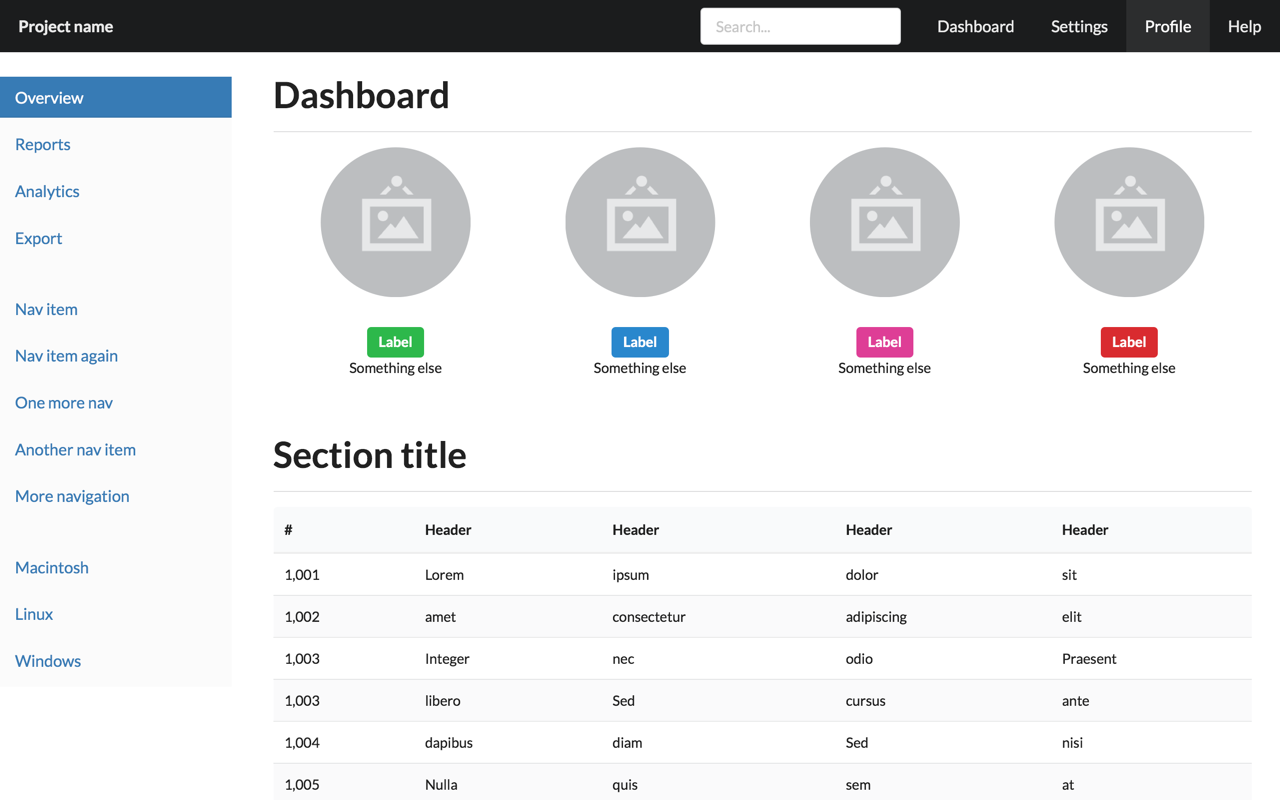 Project name Search... Dashboard Settings Profile Help
Overview
Reports
Analytics
Export
Nav item
Nav item again
One more nav
Another nav item
More navigation
Macintosh
Linux
Windows
Dashboard
Label Label Label Label
Something else Something else Something else Something else
Section title
# Header Header Header Header
1,001 Lorem ipsum dolor sit
1,002 amet consectetur adipiscing elit
1,003 Integer nec odio Praesent
1,003 libero Sed cursus ante
1,004 dapibus diam Sed nisi
1,005 Nulla quis sem at